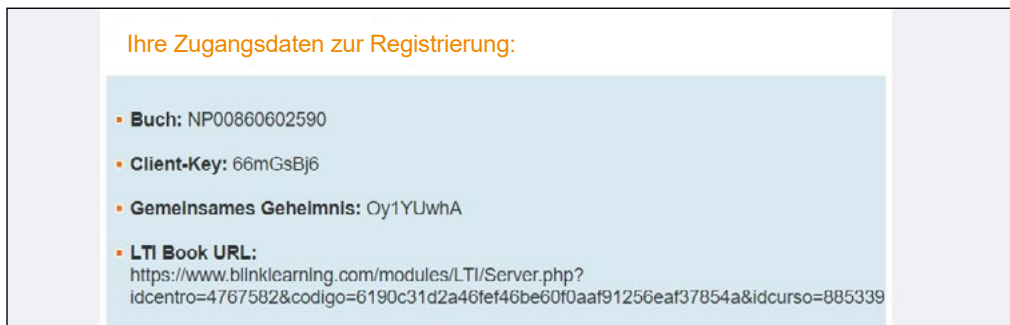 Ihre Zugangsdaten zur Registrierung:
▪ Buch: NP00860602590
▪ Client-Key: 66mGsBj6
▪ Gemeinsames Geheimnis: Oy1YUwhA
▪ LTI Book URL:
https://www.blinklearning.com/modules/LTI/Server.php?
idcentro=4767582&codigo=6190c31d2a46fef46be60f0aaf91256eaf37854a&idcurso=885339